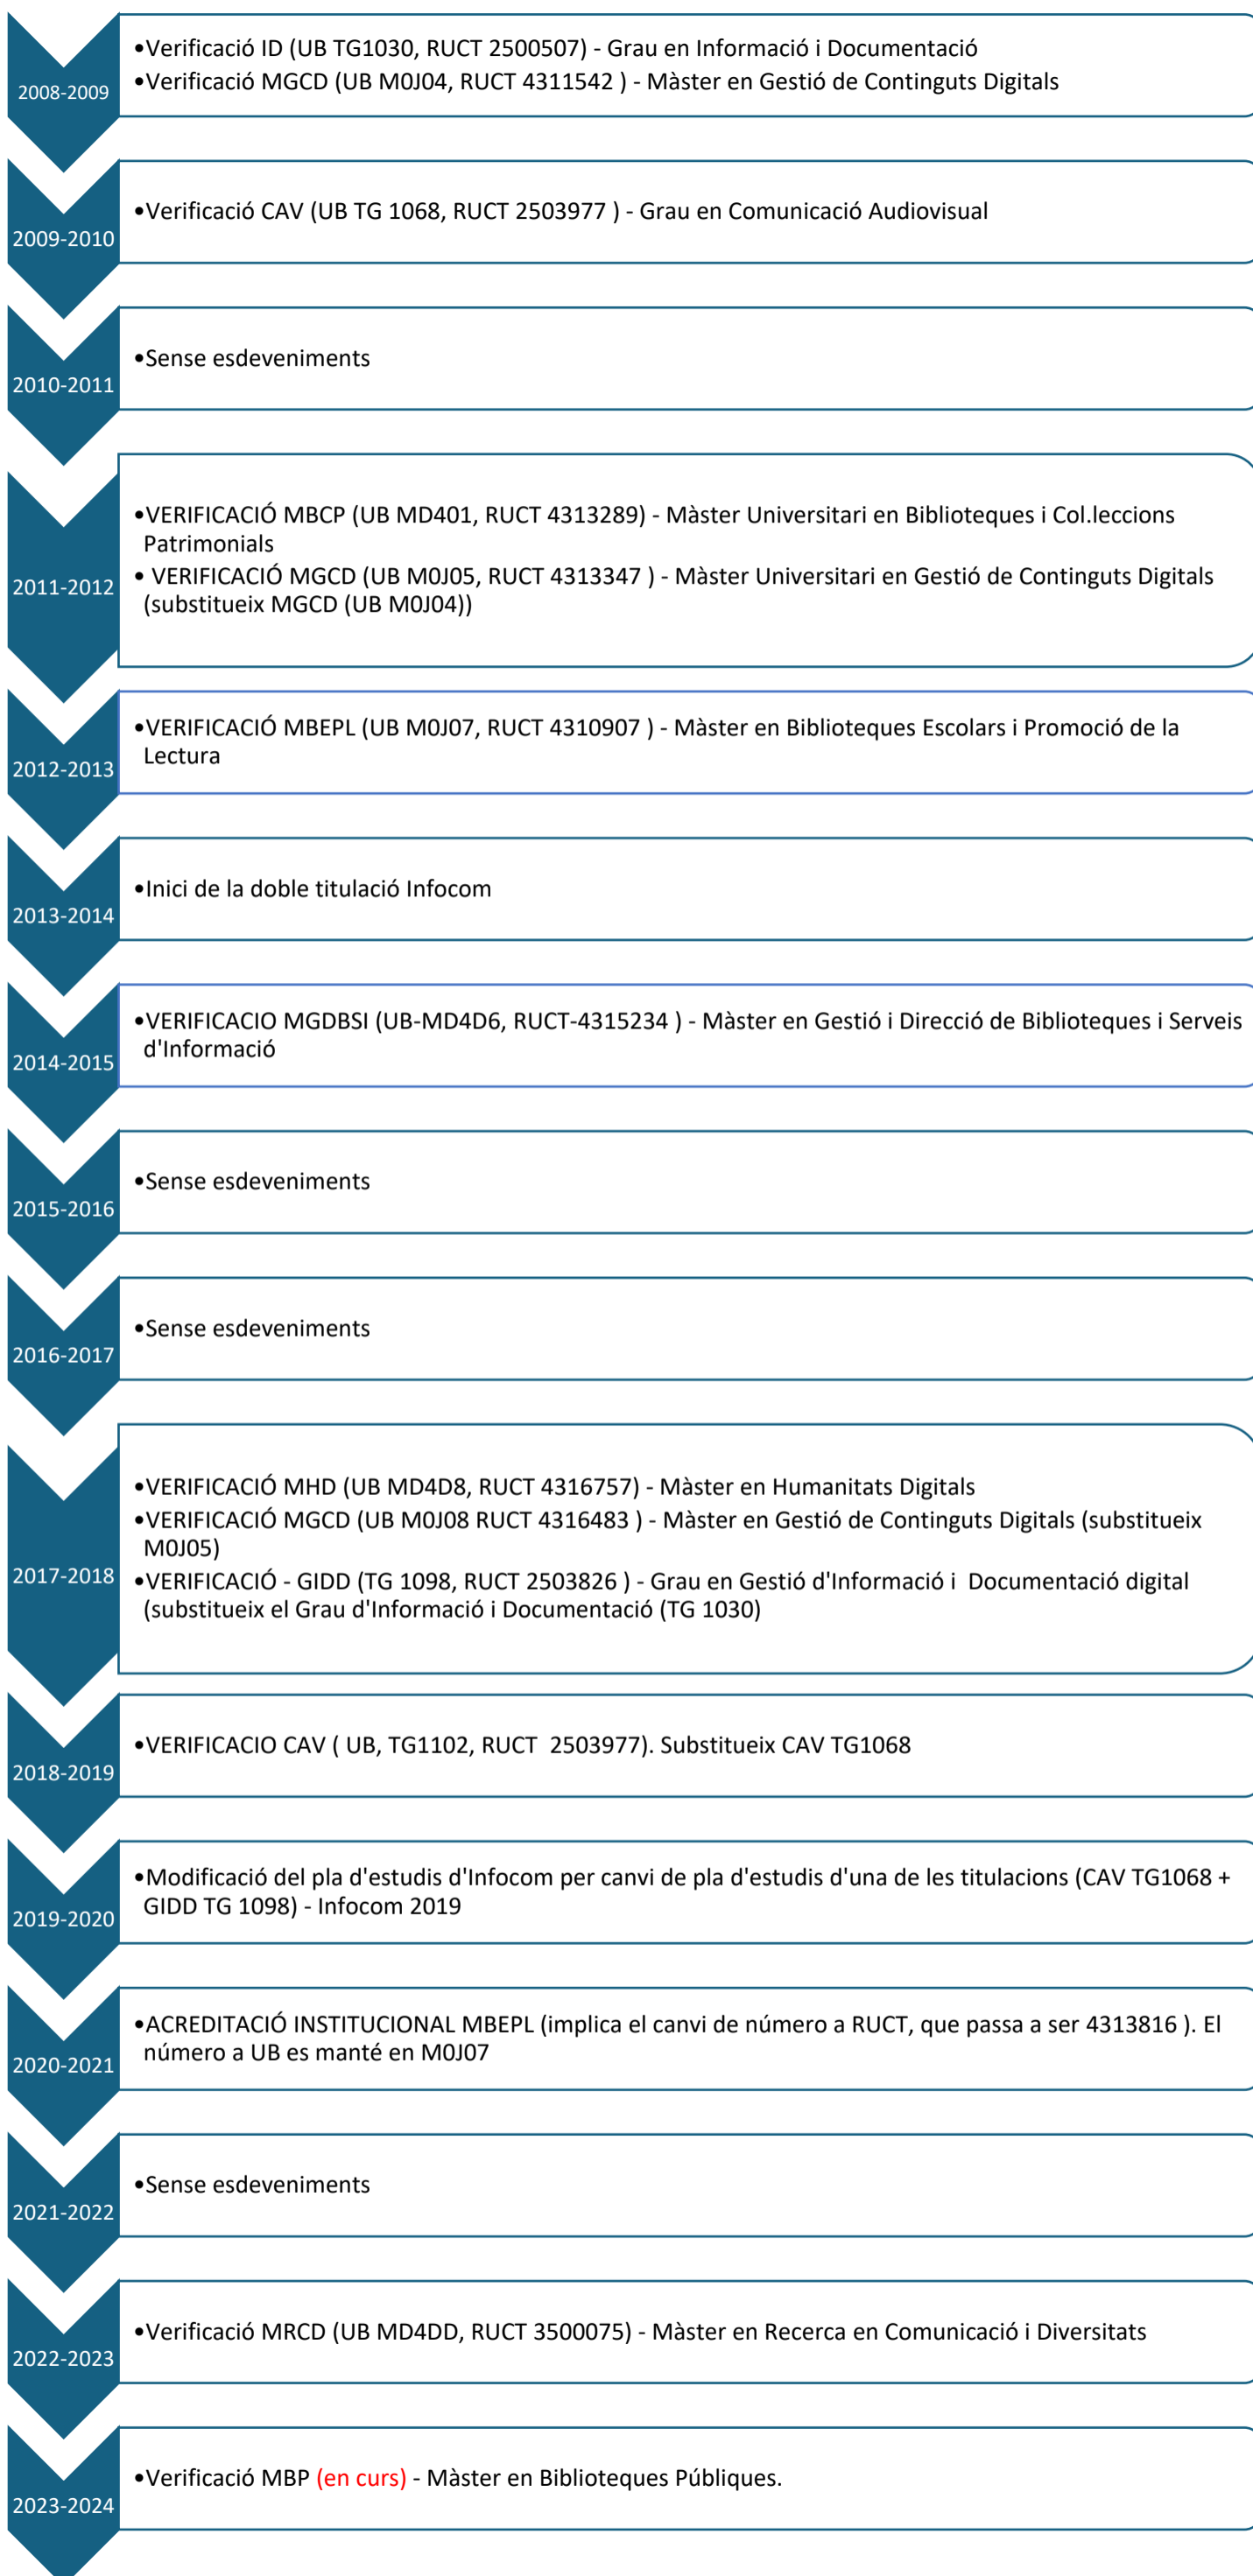 2008-2009
•Verificació ID (UB TG1030, RUCT 2500507) - Grau en Informació i Documentació
•Verificació MGCD (UB M0J04, RUCT 4311542 ) - Màster en Gestió de Continguts Digitals
2009-2010
•Verificació CAV (UB TG 1068, RUCT 2503977 ) - Grau en Comunicació Audiovisual
2010-2011
•Sense esdeveniments
2011-2012
•VERIFICACIÓ MBCP (UB MD401, RUCT 4313289) - Màster Universitari en Biblioteques i Col.leccions
Patrimonials
• VERIFICACIÓ MGCD (UB M0J05, RUCT 4313347 ) - Màster Universitari en Gestió de Continguts Digitals
(substitueix MGCD (UB M0J04))
2012-2013
•VERIFICACIÓ MBEPL (UB M0J07, RUCT 4310907 ) - Màster en Biblioteques Escolars i Promoció de la
Lectura
2013-2014
•Inici de la doble titulació Infocom
2014-2015
•VERIFICACIO MGDBSI (UB-MD4D6, RUCT-4315234 ) - Màster en Gestió i Direcció de Biblioteques i Serveis
d'Informació
2015-2016
•Sense esdeveniments
2016-2017
•Sense esdeveniments
2017-2018
•VERIFICACIÓ MHD (UB MD4D8, RUCT 4316757) - Màster en Humanitats Digitals
•VERIFICACIÓ MGCD (UB M0J08 RUCT 4316483 ) - Màster en Gestió de Continguts Digitals (substitueix
M0J05)
•VERIFICACIÓ - GIDD (TG 1098, RUCT 2503826 ) - Grau en Gestió d'Informació i  Documentació digital
(substitueix el Grau d'Informació i Documentació (TG 1030)
2018-2019
•VERIFICACIO CAV ( UB, TG1102, RUCT  2503977). Substitueix CAV TG1068
2019-2020
•Modificació del pla d'estudis d'Infocom per canvi de pla d'estudis d'una de les titulacions (CAV TG1068 +
GIDD TG 1098) - Infocom 2019
2020-2021
•ACREDITACIÓ INSTITUCIONAL MBEPL (implica el canvi de número a RUCT, que passa a ser 4313816 ). El
número a UB es manté en M0J07
2021-2022
•Sense esdeveniments
2022-2023
•Verificació MRCD (UB MD4DD, RUCT 3500075) - Màster en Recerca en Comunicació i Diversitats
2023-2024
•Verificació MBP (en curs) - Màster en Biblioteques Públiques.